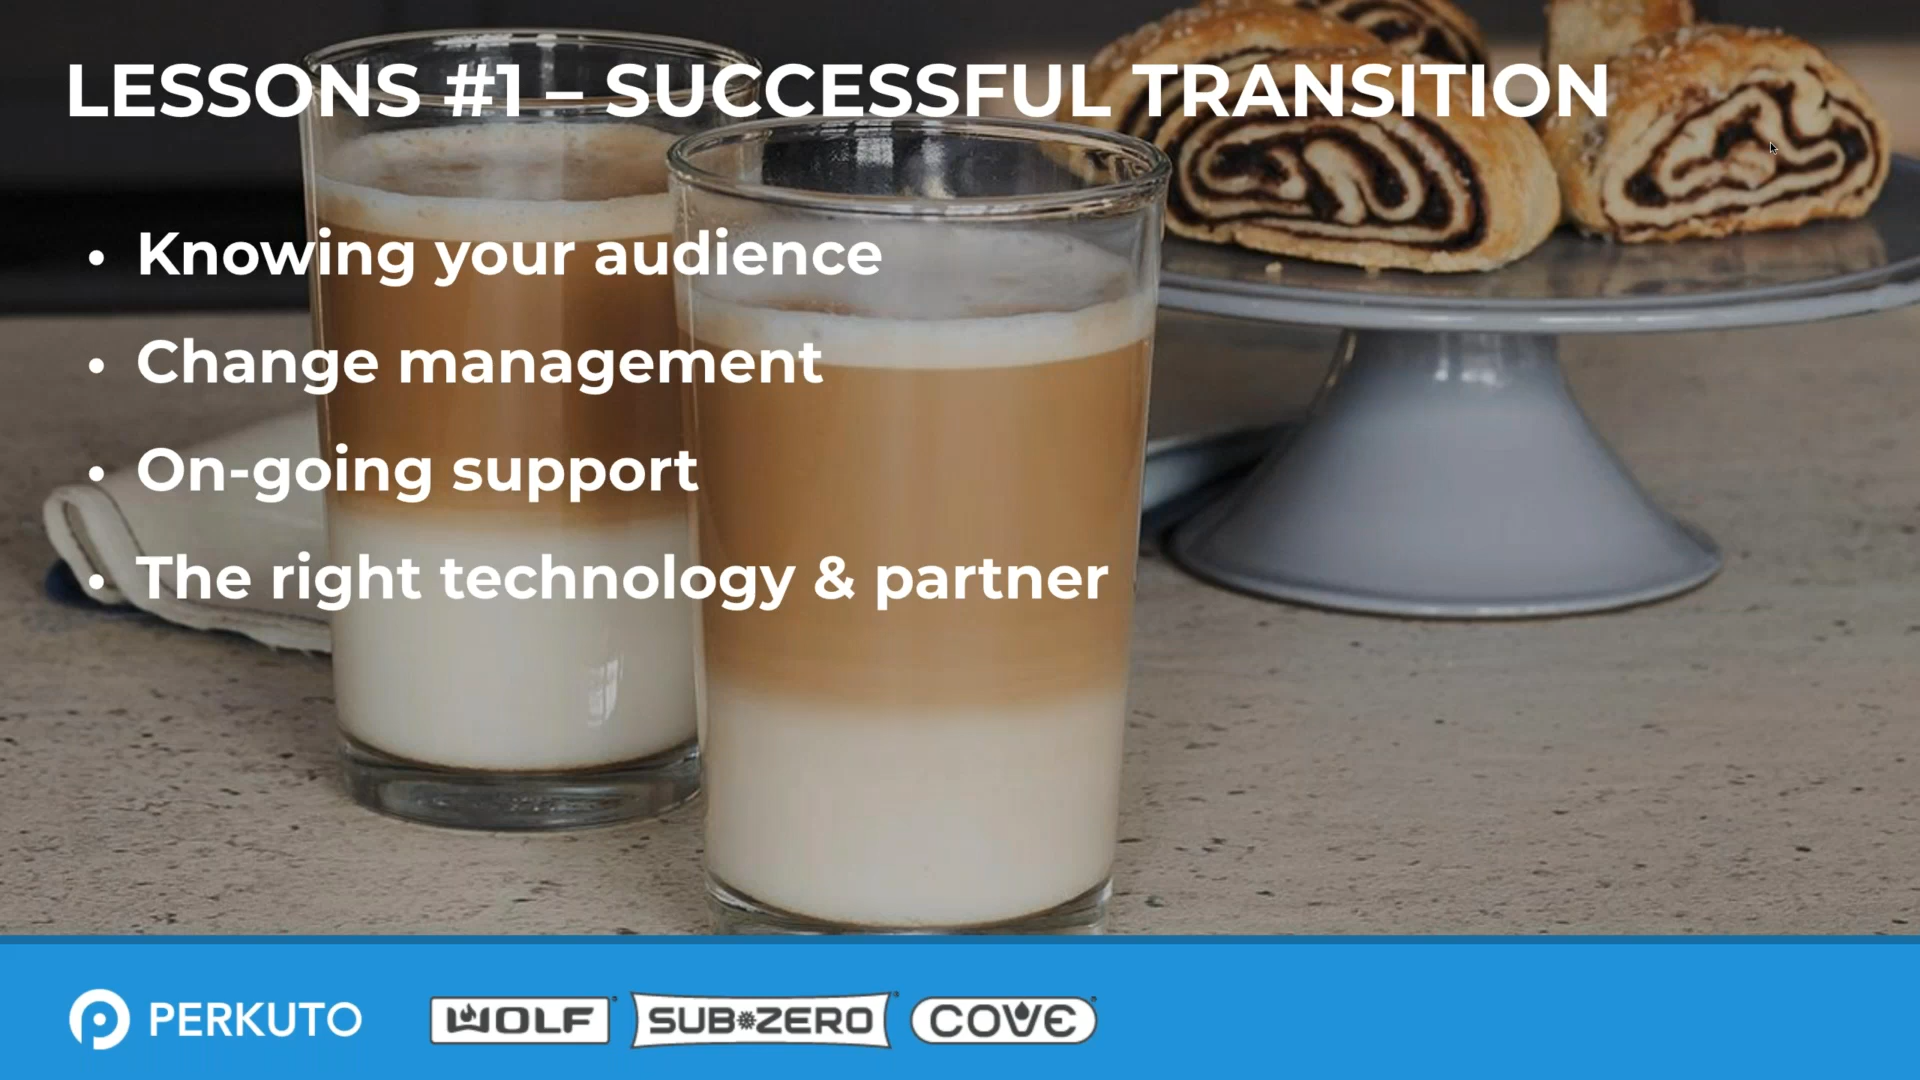 LESSONS #1 – SUCCESSFUL TRANSITION
• Knowing your audience
• Change management
• On-going support
• The right technology & partner
PERKUTO WOLF SUB-ZERO COVE